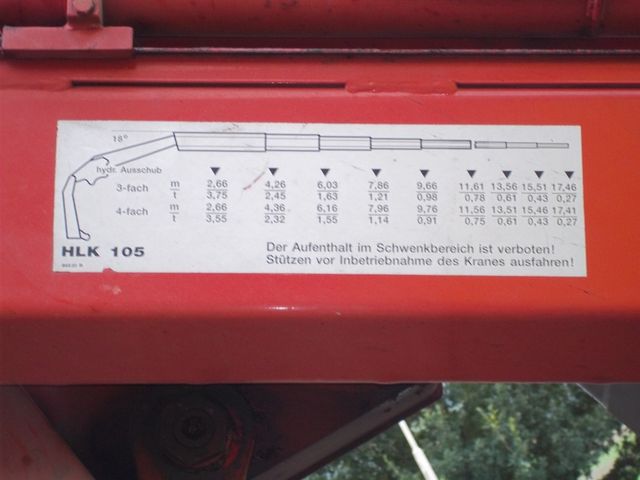 18°
hydr. Ausschub
3-fach m 2,66 4,26 6,03 7,86 9,66 11,61 13,56 15,51 17,46
t 3,75 2,45 1,63 1,21 0,98 0,78 0,61 0,43 0,27
4-fach m 2,66 4,36 6,16 7,96 9,76 11,56 13,51 15,46 17,41
t 3,55 2,32 1,55 1,14 0,91 0,75 0,61 0,43 0,27
HLK 105
Der Aufenthalt im Schwenkbereich ist verboten!
Stützen vor Inbetriebnahme des Kranes ausfahren!